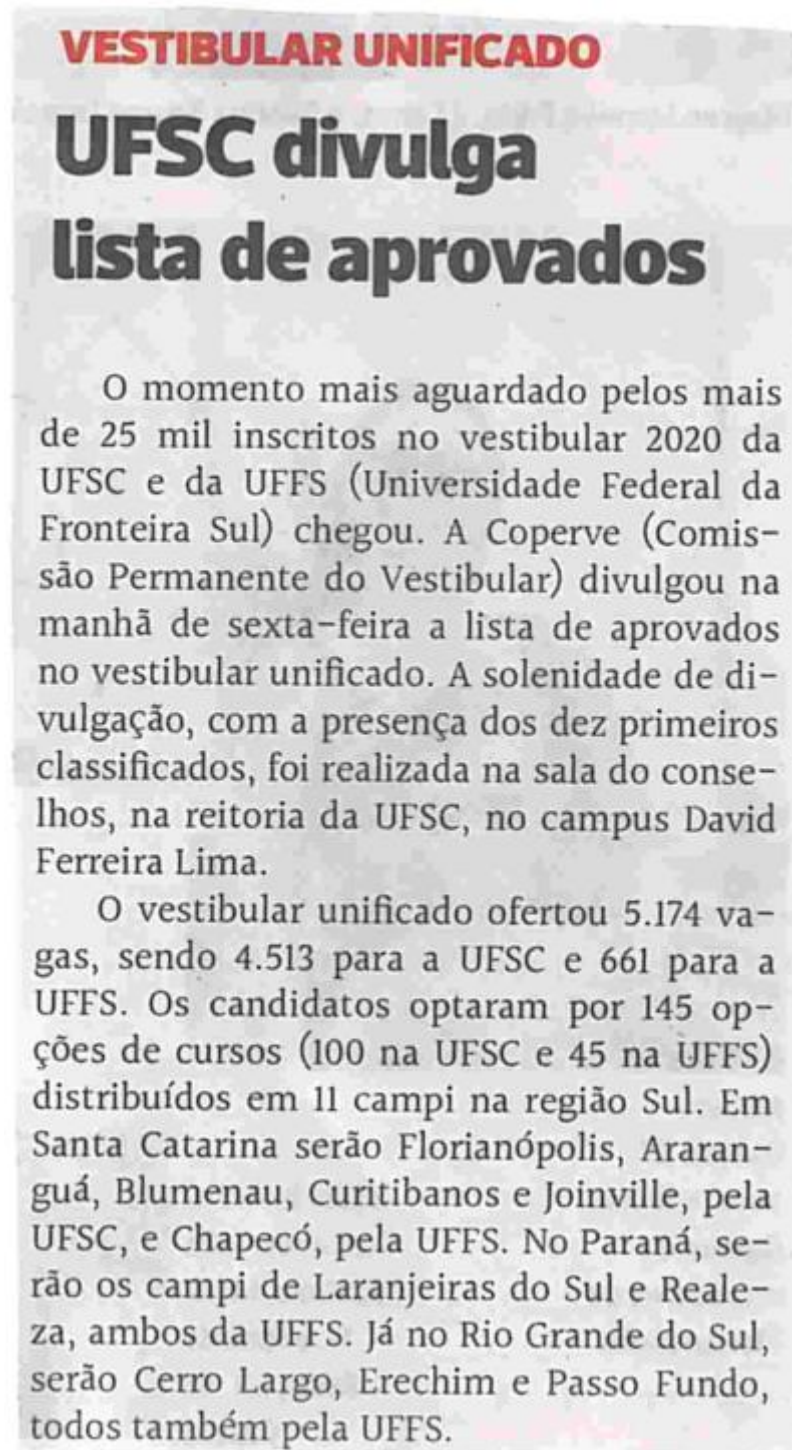 VESTIBULAR UNIFICADO
UFSC divulga
lista de aprovados
O momento mais aguardado pelos mais
de 25 mil inscritos no vestibular 2020 da
UFSC e da UFFS (Universidade Federal da
Fronteira Sul) chegou. A Coperve (Comis-
são Permanente do Vestibular) divulgou na
manhã de sexta-feira a lista de aprovados
no vestibular unificado. A solenidade de di-
vulgação, com a presença dos dez primeiros
classificados, foi realizada na sala do conse-
lhos, na reitoria da UFSC, no campus David
Ferreira Lima.
O vestibular unificado ofertou 5.174 va-
gas, sendo 4.513 para a UFSC e 661 para a
UFFS. Os candidatos optaram por 145 op-
ções de cursos (100 na UFSC e 45 na UFFS)
distribuídos em 11 campi na região Sul. Em
Santa Catarina serão Florianópolis, Araran-
guá, Blumenau, Curitibanos e Joinville, pela
UFSC, e Chapecó, pela UFFS. No Paraná, se-
rão os campi de Laranjeiras do Sul e Reale-
za, ambos da UFFS. Já no Rio Grande do Sul,
serão Cerro Largo, Erechim e Passo Fundo,
todos também pela UFFS.